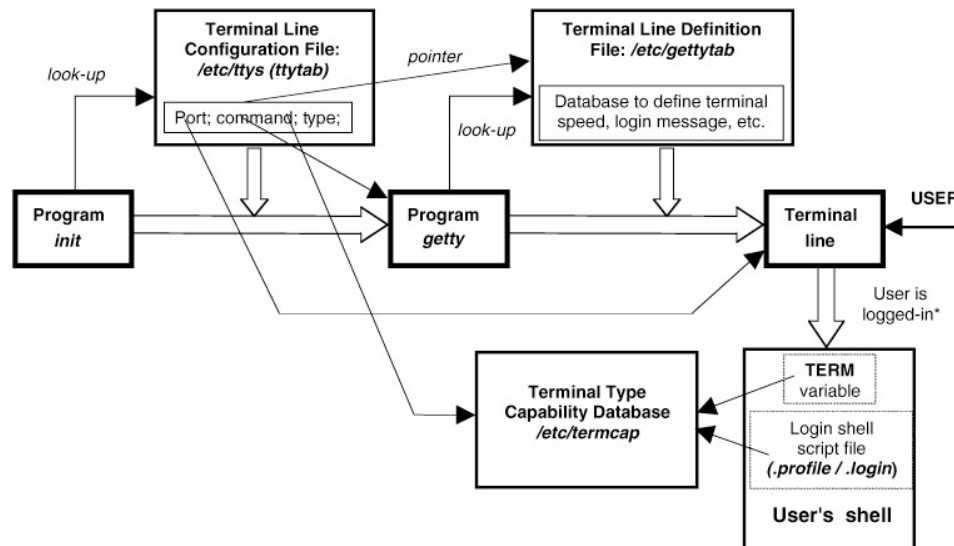 Terminal Line
Configuration File:
/etc/ttys (ttytab)
Port; command; type;
look-up
pointer
Terminal Line Definition
File: /etc/gettytab
Database to define terminal
speed, login message, etc.
look-up
Program
init
Program
getty
Terminal
line
USER
User is
logged-in*
Terminal Type
Capability Database
/etc/termcap
TERM
variable
Login shell
script file
(.profile / .login)
User's shell